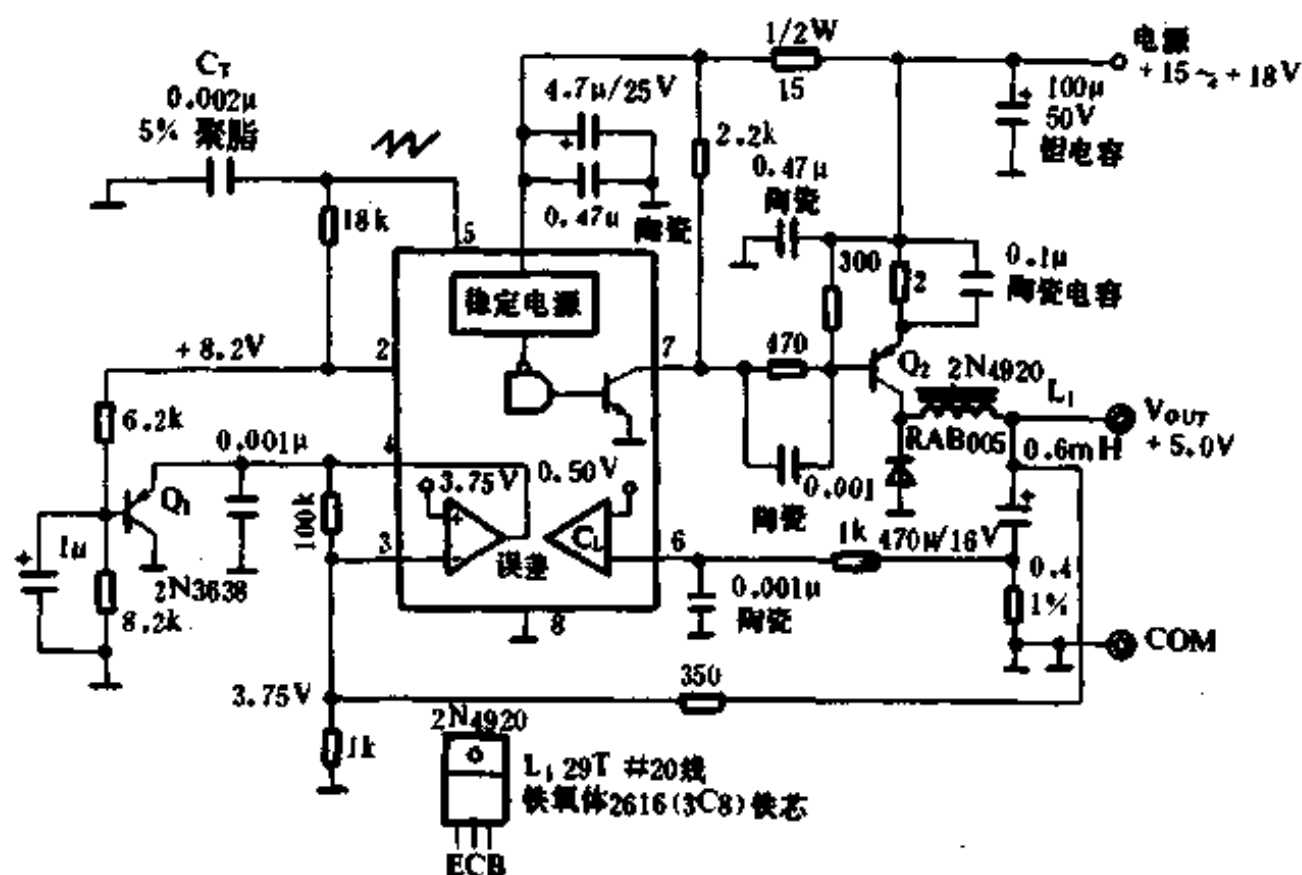 1/2W
15
电源
+15~+18V
C_T
0.002μ
5% 聚脂
4.7μ/25V
0.47μ
陶瓷
2.2k
100μ
50V
钽电容
0.47μ
陶瓷
18k
5
300
2
0.1μ
陶瓷电容
稳定电源
+8.2V
2
7
470
Q₂
2N4920
L₁
V_OUT
+5.0V
6.2k
0.001μ
4
3.75V
0.50V
RAB005
0.6mH
0.001
陶瓷
Q₁
100k
+
-
误差
C_L
3
6
1k
470μ/16V
1μ
2N3638
8.2k
8
0.001μ
陶瓷
0.4
1%
COM
350
3.75V
1k
2N4920
L₁ 29T #20线
铁氧体2616(3C8)铁芯
ECB